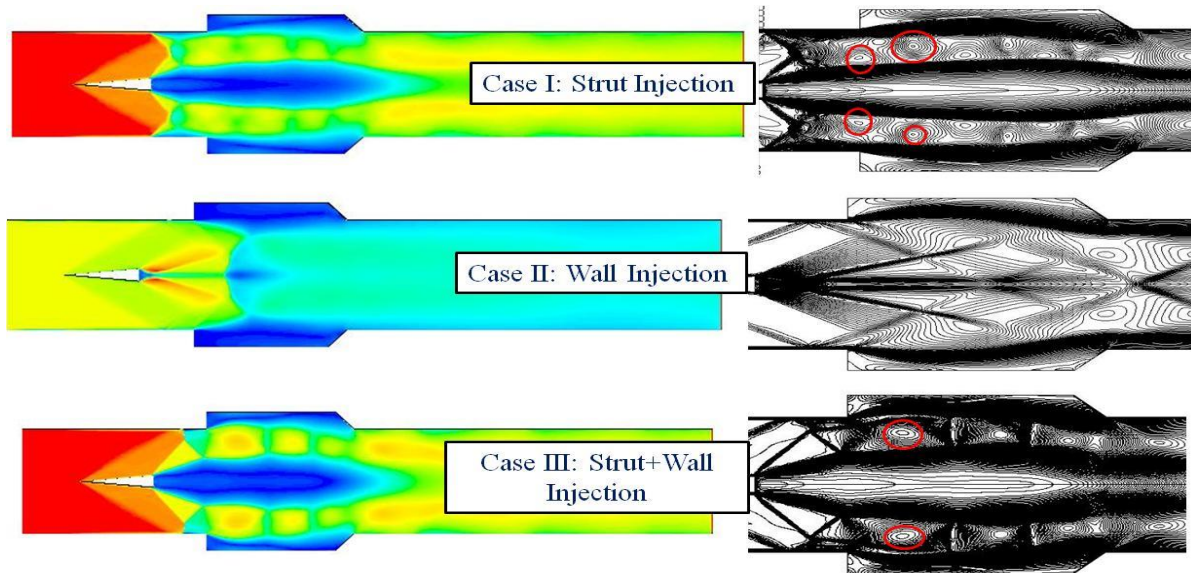 Case I: Strut Injection
Case II: Wall Injection
Case III: Strut+Wall
Injection